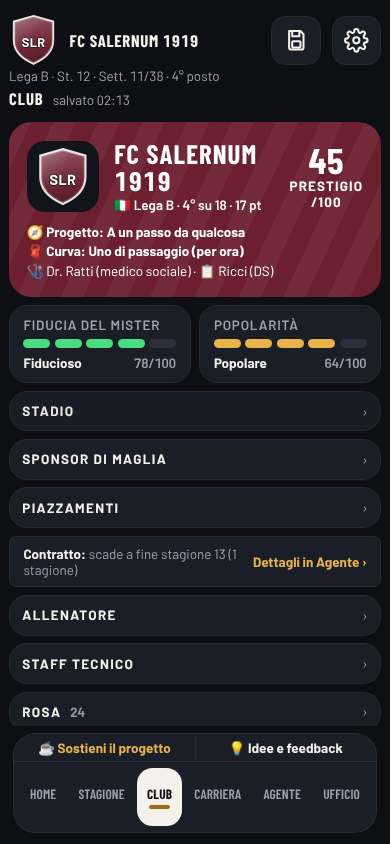 SLR FC SALERNUM 1919
Lega B · St. 12 · Sett. 11/38 · 4° posto
CLUB salvato 02:13
SLR
FC SALERNUM
1919
Lega B · 4° su 18 · 17 pt
45
PRESTIGIO
/100
Progetto: A un passo da qualcosa
Curva: Uno di passaggio (per ora)
Dr. Ratti (medico sociale) · Ricci (DS)
FIDUCIA DEL MISTER
Fiducioso 78/100
POPOLARITÀ
Popolare 64/100
STADIO ›
SPONSOR DI MAGLIA ›
PIAZZAMENTI ›
Contratto: scade a fine stagione 13 (1
stagione)
Dettagli in Agente ›
ALLENATORE ›
STAFF TECNICO ›
ROSA 24 ›
Sostieni il progetto
Idee e feedback
HOME STAGIONE CLUB CARRIERA AGENTE UFFICIO